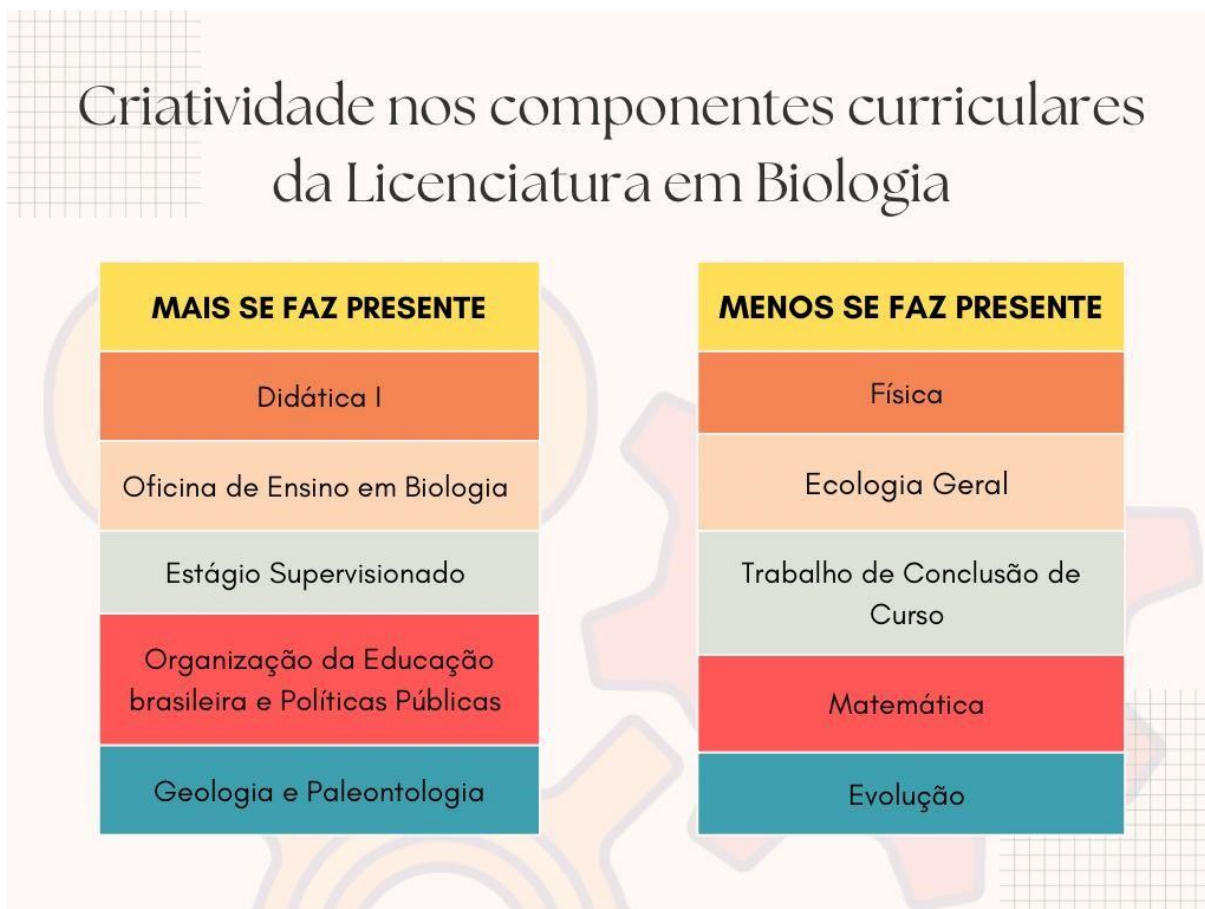 Criatividade nos componentes curriculares
da Licenciatura em Biologia
MAIS SE FAZ PRESENTE
Didática I
Oficina de Ensino em Biologia
Estágio Supervisionado
Organização da Educação
brasileira e Políticas Públicas
Geologia e Paleontologia
MENOS SE FAZ PRESENTE
Física
Ecologia Geral
Trabalho de Conclusão de
Curso
Matemática
Evolução